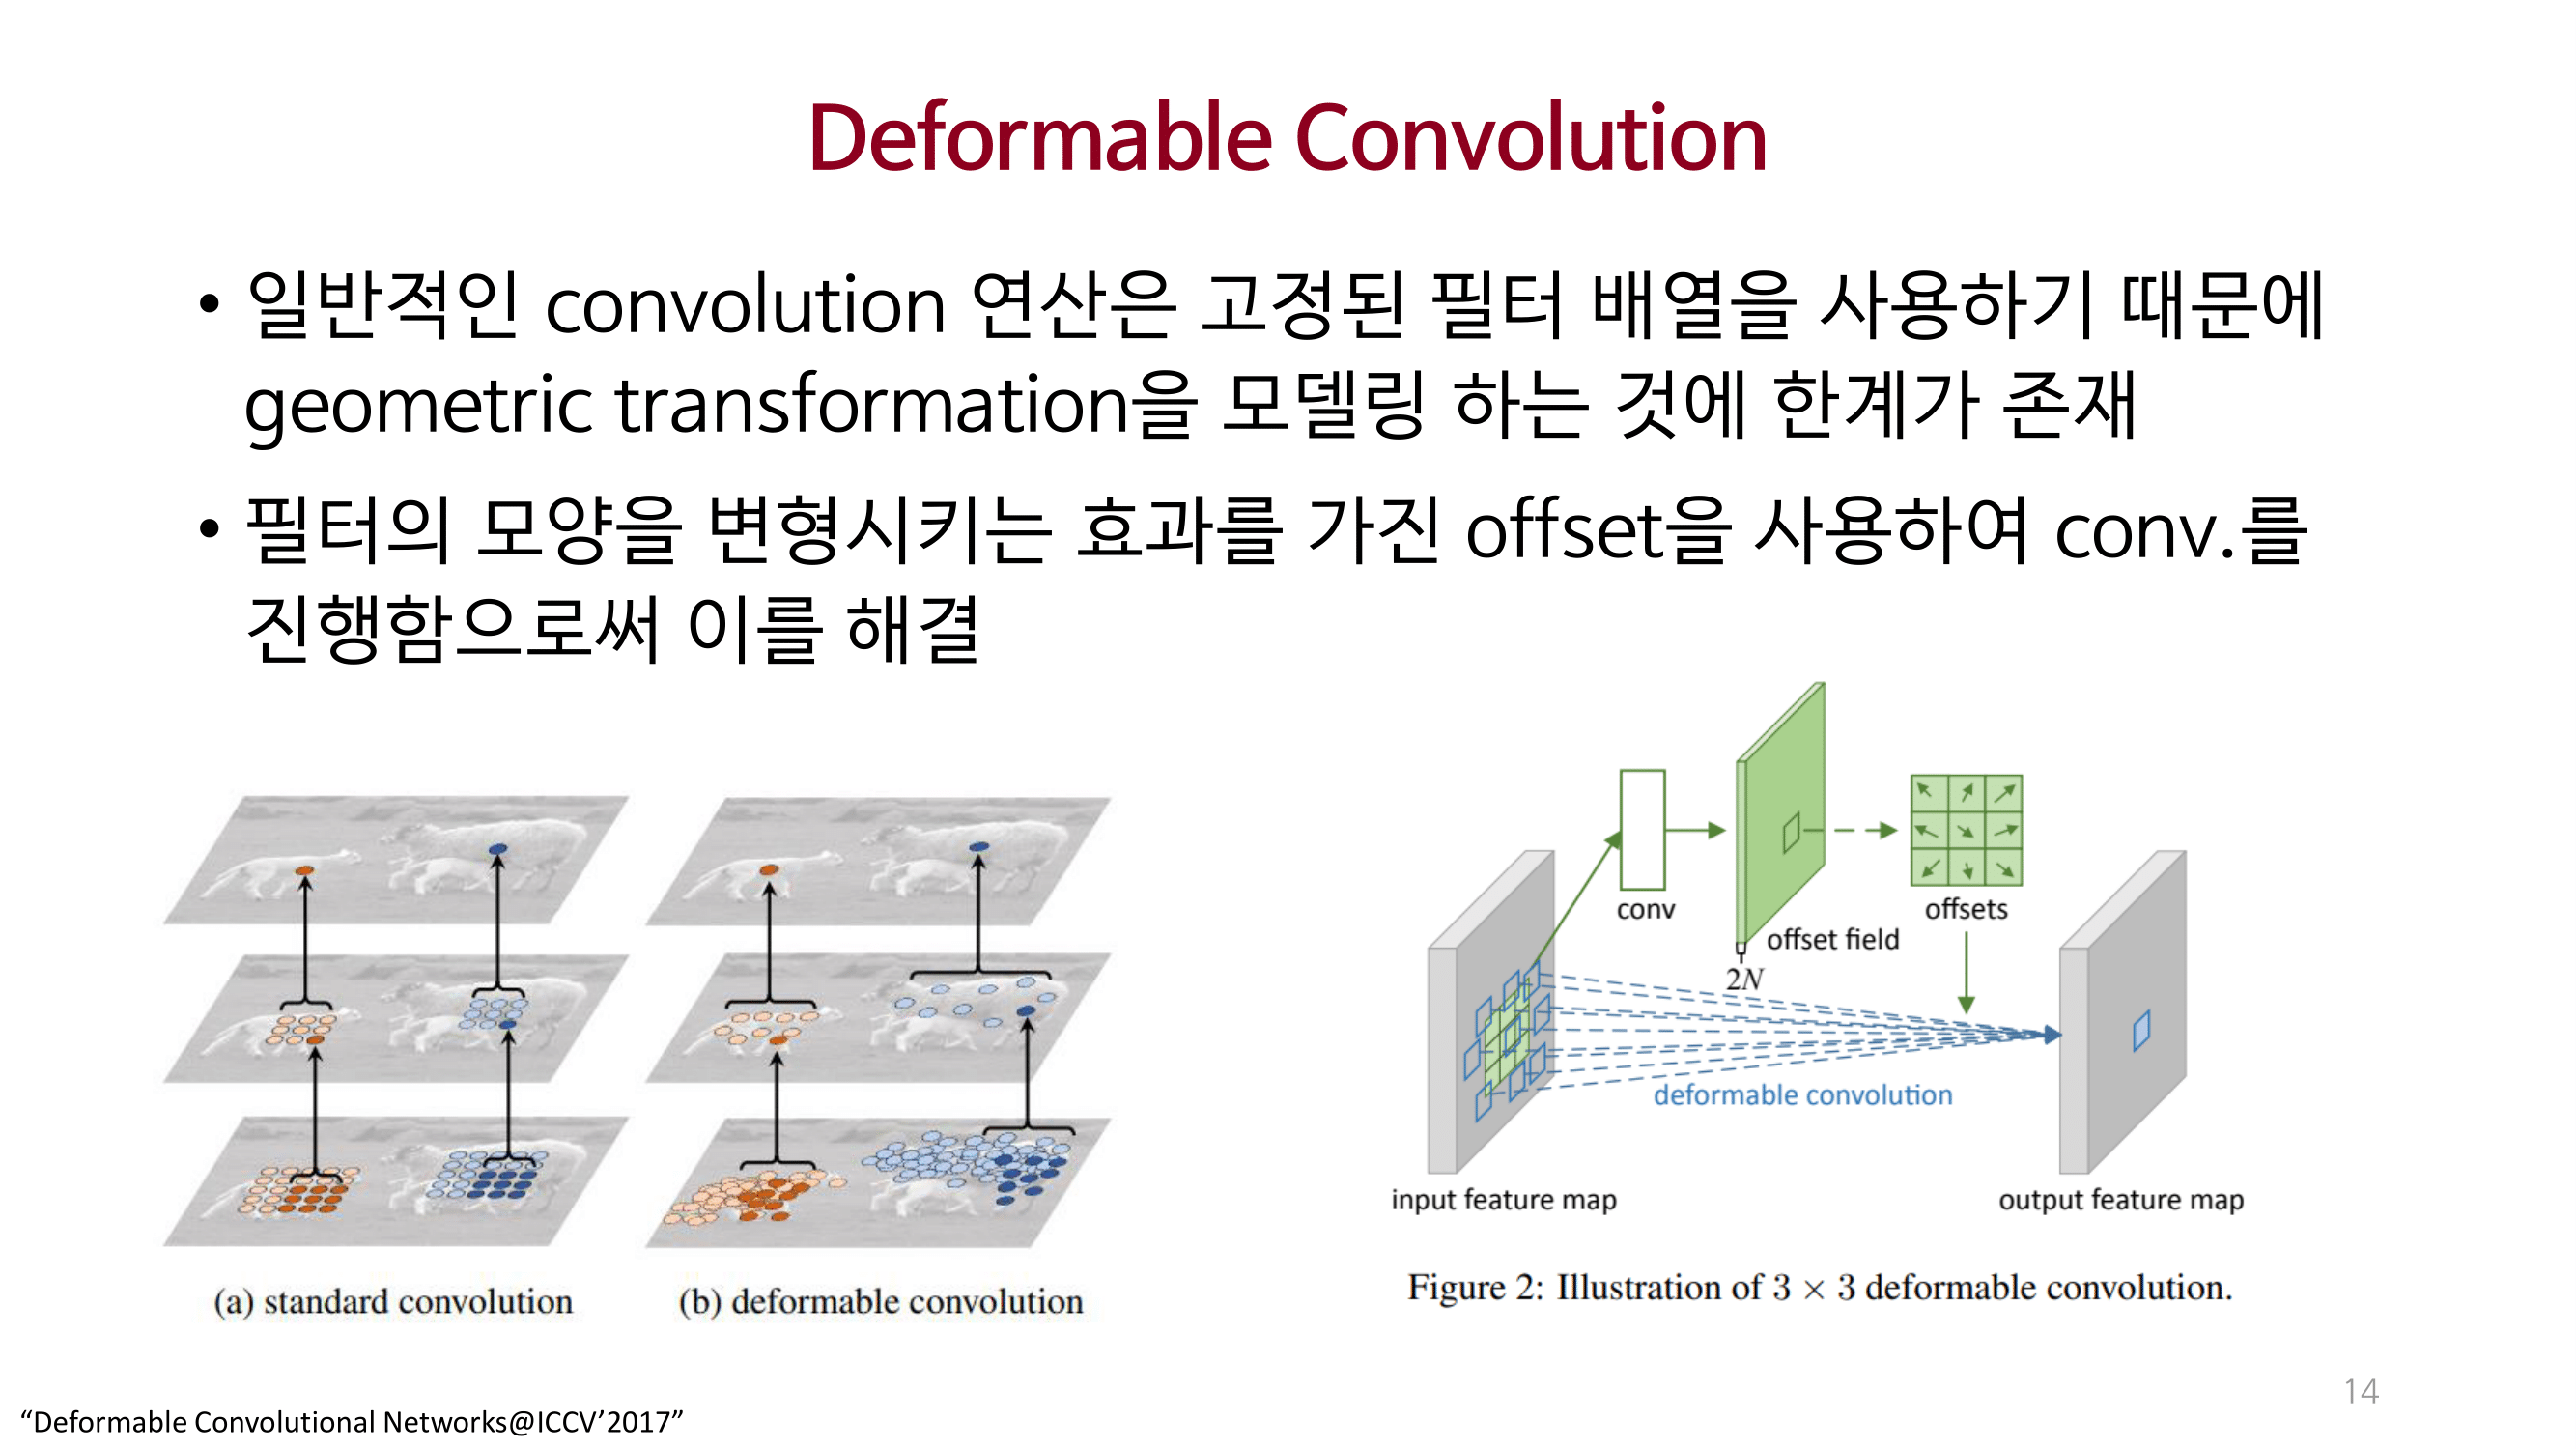 Deformable Convolution
• 일반적인 convolution 연산은 고정된 필터 배열을 사용하기 때문에
geometric transformation을 모델링 하는 것에 한계가 존재
• 필터의 모양을 변형시키는 효과를 가진 offset을 사용하여 conv.를
진행함으로써 이를 해결
(a) standard convolution
(b) deformable convolution
conv
offset field
2N
offsets
deformable convolution
input feature map
output feature map
Figure 2: Illustration of 3 × 3 deformable convolution.
14
“Deformable Convolutional Networks@ICCV’2017”